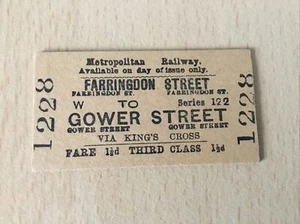 Metropolitan Railway.
Available on day of issue only.
FARRINGDON STREET
FARRINGDON ST. FARRINGDON ST.
W TO Series 122
GOWER STREET
GOWER STREET GOWER STREET
VIA KING'S CROSS
FARE 1½d THIRD CLASS 1½d
1228
1228